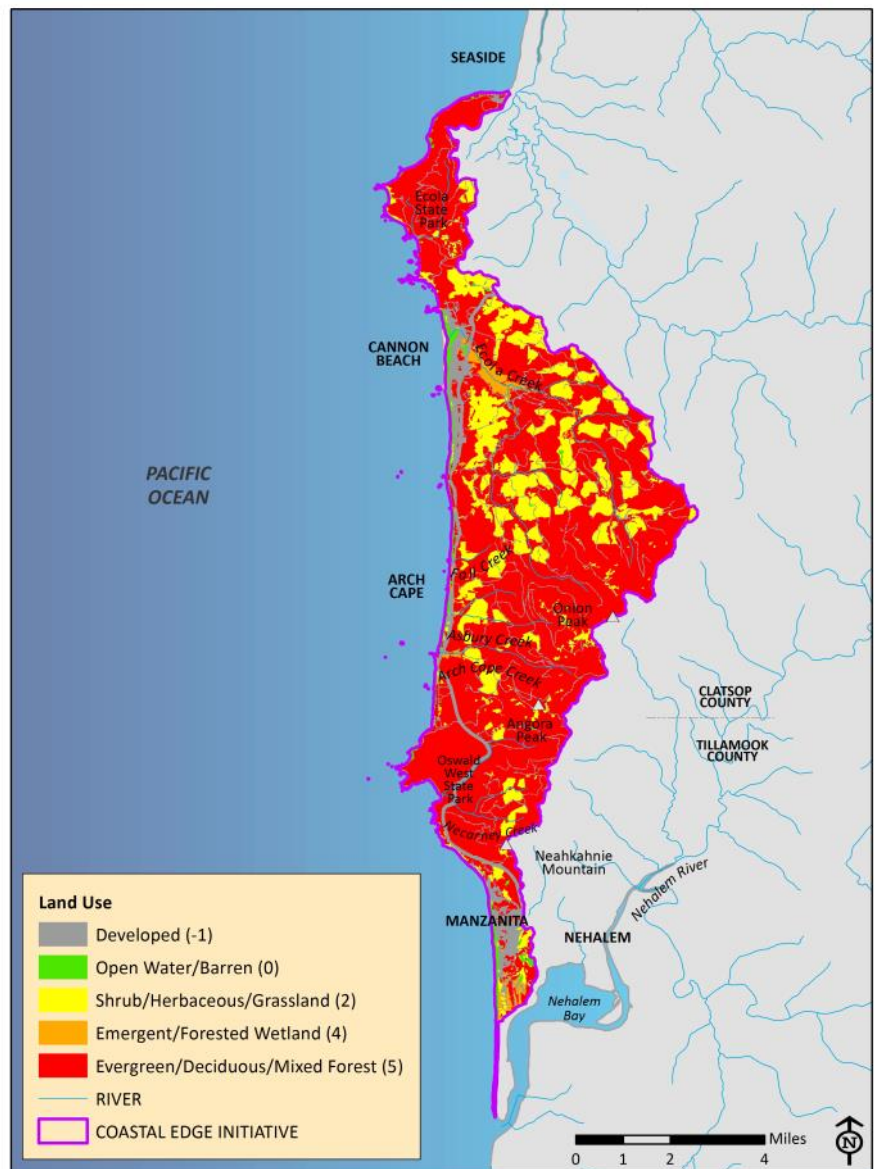 SEASIDE
Ecola
State
Park
CANNON
BEACH
Ecola Creek
PACIFIC
OCEAN
ARCH
CAPE
Fall Creek
Onion
Peak
Asbury Creek
Arch Cape Creek
CLATSOP
COUNTY
TILLAMOOK
COUNTY
Angora
Peak
Oswald
West
State
Park
Necarney Creek
Neahkahnie
Mountain
Nehalem River
MANZANITA
NEHALEM
Nehalem
Bay
Land Use
Developed (-1)
Open Water/Barren (0)
Shrub/Herbaceous/Grassland (2)
Emergent/Forested Wetland (4)
Evergreen/Deciduous/Mixed Forest (5)
RIVER
COASTAL EDGE INITIATIVE
Miles
0 1 2 4
N